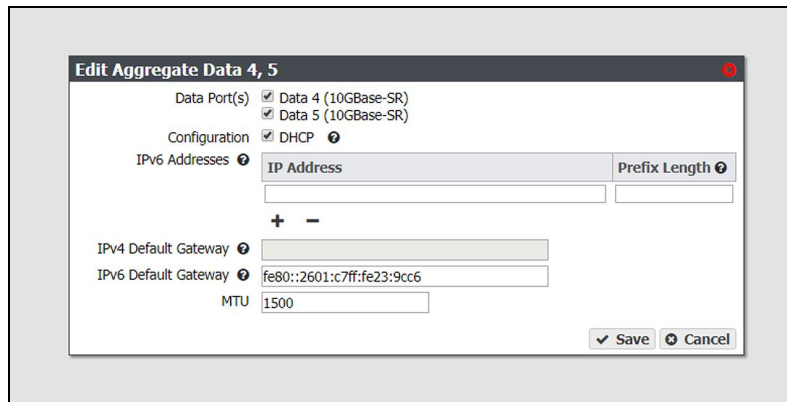 Edit Aggregate Data 4, 5
Data Port(s) Data 4 (10GBase-SR)
Data 5 (10GBase-SR)
Configuration DHCP
IPv6 Addresses IP Address Prefix Length
IPv4 Default Gateway
IPv6 Default Gateway fe80::2601:c7ff:fe23:9cc6
MTU 1500
Save Cancel